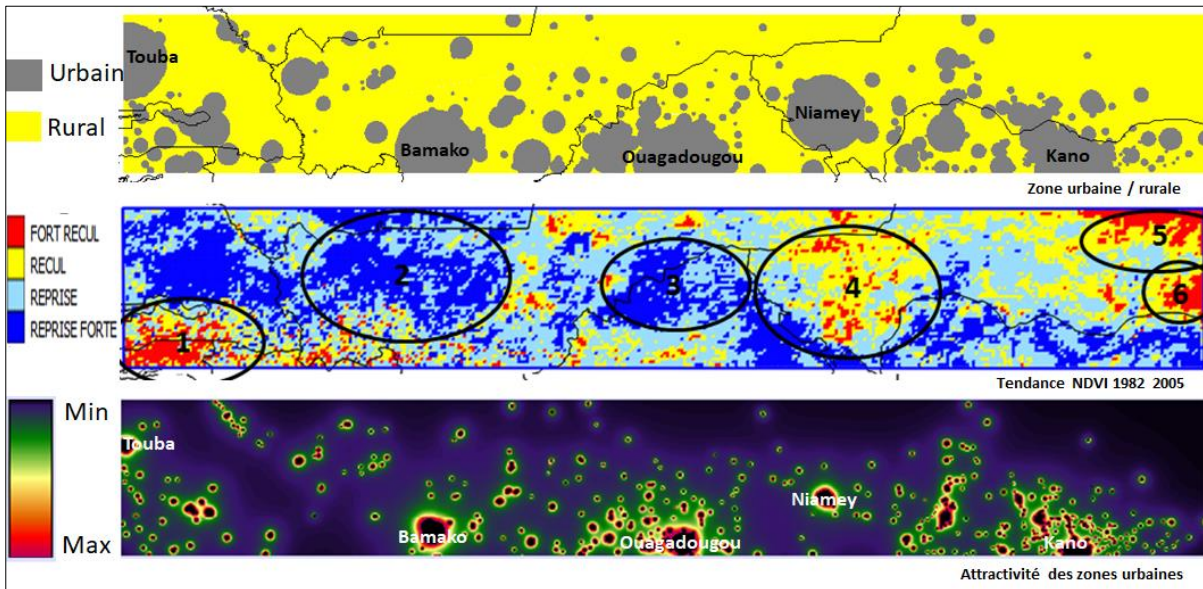 Touba
Urbain
Rural
Niamey
Bamako
Ouagadougou
Kano
Zone urbaine / rurale
FORT RECUL
RECUL
REPRISE
REPRISE FORTE
1
2
3
4
5
6
Tendance NDVI 1982 2005
Min
Max
Touba
Niamey
Bamako
Ouagadougou
Kano
Attractivité des zones urbaines